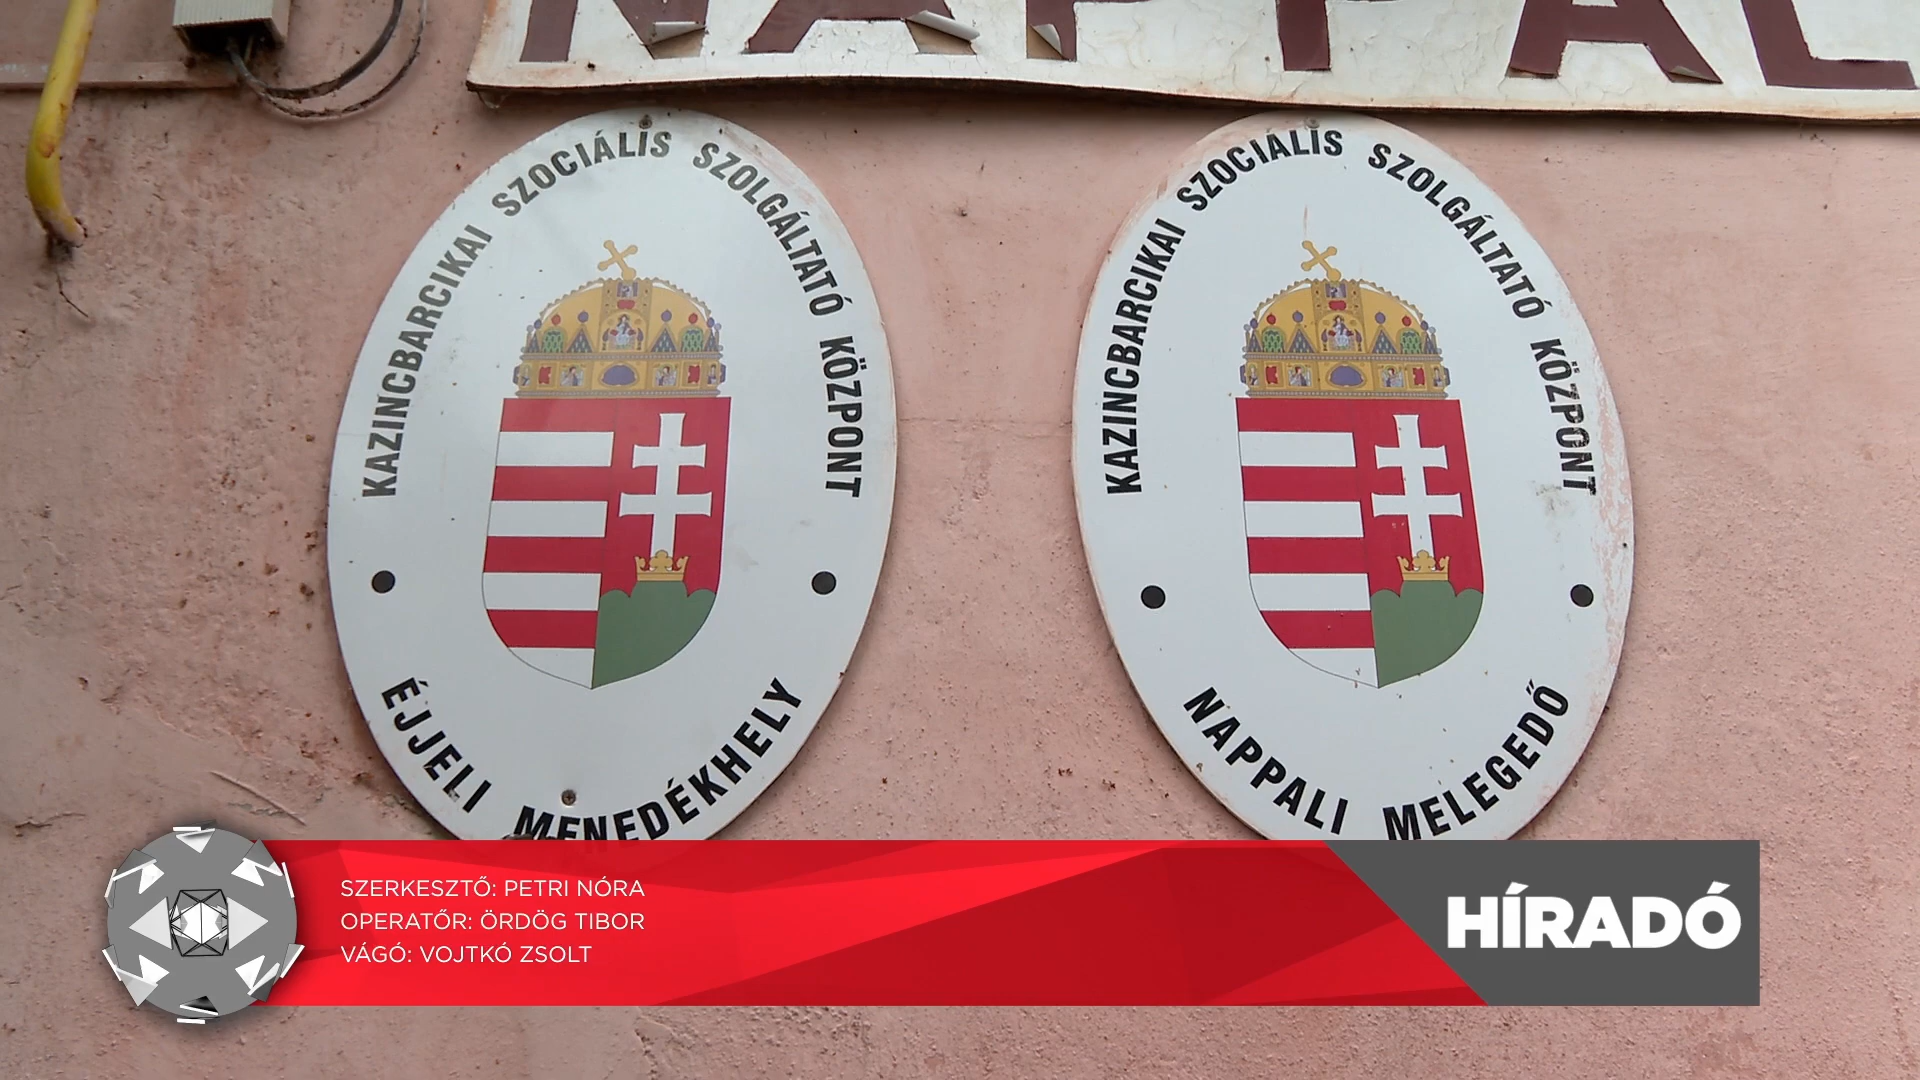 NAPPAL
KAZINCBARCIKAI SZOCIÁLIS SZOLGÁLTATÓ KÖZPONT
ÉJJELI MENEDÉKHELY
KAZINCBARCIKAI SZOCIÁLIS SZOLGÁLTATÓ KÖZPONT
NAPPALI MELEGEDŐ
SZERKESZTŐ: PETRI NÓRA
OPERATŐR: ÖRDÖG TIBOR
VÁGÓ: VOJTKÓ ZSOLT
HÍRADÓ